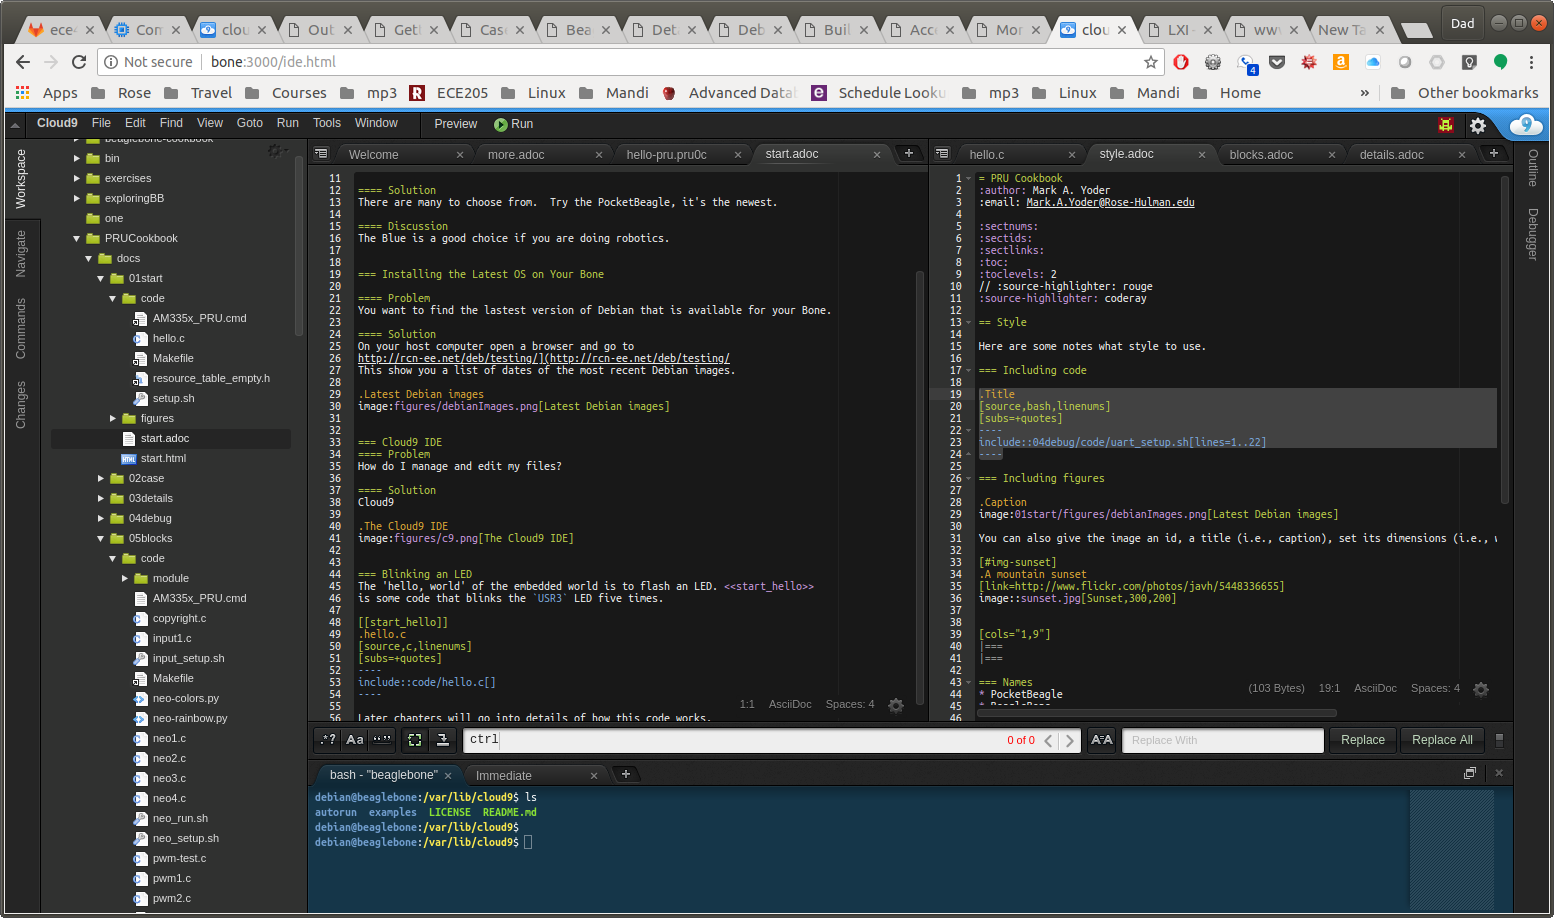 ece4
Com
clou
Out
Gett
Case
Bea
Deta
Deb
Buil
Acce
Mor
clou
LXI -
www
New Ta
Dad
Not secure
bone:3000/ide.html
4
Apps
Rose
Travel
Courses
mp3
ECE205
Linux
Mandi
Advanced Datab
Schedule Looku
mp3
Linux
Mandi
Home
»
Other bookmarks
Cloud9 File Edit Find View Goto Run Tools Window Preview Run
Workspace
Navigate
Commands
Changes
beaglebone-cookbook
bin
exercises
exploringBB
one
PRUCookbook
docs
01start
code
AM335x_PRU.cmd
hello.c
Makefile
resource_table_empty.h
setup.sh
figures
start.adoc
start.html
02case
03details
04debug
05blocks
code
module
AM335x_PRU.cmd
copyright.c
input1.c
input_setup.sh
Makefile
neo-colors.py
neo-rainbow.py
neo1.c
neo2.c
neo3.c
neo4.c
neo_run.sh
neo_setup.sh
pwm-test.c
pwm1.c
pwm2.c
Welcome
more.adoc
hello-pru.pru0c
start.adoc
11
12 ==== Solution
13 There are many to choose from.  Try the PocketBeagle, it's the newest.
14
15 ==== Discussion
16 The Blue is a good choice if you are doing robotics.
17
18
19 === Installing the Latest OS on Your Bone
20
21 ==== Problem
22 You want to find the lastest version of Debian that is available for your Bone.
23
24 ==== Solution
25 On your host computer open a browser and go to
26 http://rcn-ee.net/deb/testing/](http://rcn-ee.net/deb/testing/
27 This show you a list of dates of the most recent Debian images.
28
29 .Latest Debian images
30 image:figures/debianImages.png[Latest Debian images]
31
32
33 === Cloud9 IDE
34 ==== Problem
35 How do I manage and edit my files?
36
37 ==== Solution
38 Cloud9
39
40 .The Cloud9 IDE
41 image:figures/c9.png[The Cloud9 IDE]
42
43
44 === Blinking an LED
45 The 'hello, world' of the embedded world is to flash an LED. <<start_hello>>
46 is some code that blinks the `USR3` LED five times.
47
48 [[start_hello]]
49 .hello.c
50 [source,c,linenums]
51 [subs=+quotes]
52 ----
53 include::code/hello.c[]
54 ----
55
56 Later chapters will go into details of how this code works.
1:1 AsciiDoc Spaces: 4
hello.c
style.adoc
blocks.adoc
details.adoc
1 = PRU Cookbook
2 :author: Mark A. Yoder
3 :email: Mark.A.Yoder@Rose-Hulman.edu
4
5 :sectnums:
6 :sectids:
7 :sectlinks:
8 :toc:
9 :toclevels: 2
10 // :source-highlighter: rouge
11 :source-highlighter: coderay
12
13 == Style
14
15 Here are some notes what style to use.
16
17 === Including code
18
19 .Title
20 [source,bash,linenums]
21 [subs=+quotes]
22 ----
23 include::04debug/code/uart_setup.sh[lines=1..22]
24 ----
25
26 === Including figures
27
28 .Caption
29 image:01start/figures/debianImages.png[Latest Debian images]
30
31 You can also give the image an id, a title (i.e., caption), set its dimensions (i.e., w
32
33 [#img-sunset]
34 .A mountain sunset
35 [link=http://www.flickr.com/photos/javh/5448336655]
36 image::sunset.jpg[Sunset,300,200]
37
38
39 [cols="1,9"]
40 |===
41 |===
42
43 === Names
44 * PocketBeagle
45 * BeagleBone
46
(103 Bytes) 19:1 AsciiDoc Spaces: 4
Outline
Debugger
.*? Aa
ctrl
0 of 0
Replace With
Replace
Replace All
bash - "beaglebone"
Immediate
debian@beaglebone:/var/lib/cloud9$ ls
autorun examples LICENSE README.md
debian@beaglebone:/var/lib/cloud9$
debian@beaglebone:/var/lib/cloud9$